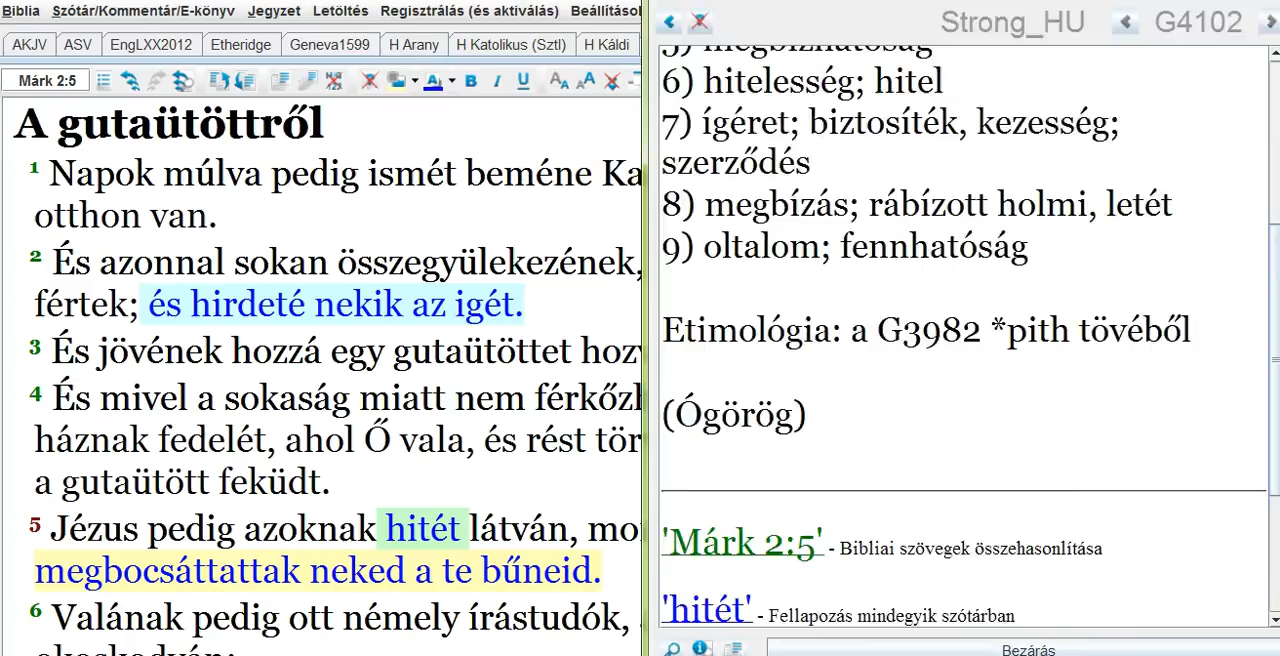 Biblia Szótár/Kommentár/E-könyv Jegyzet Letöltés Regisztrálás (és aktiválás) Beállítások
AKJV ASV EngLXX2012 Etheridge Geneva1599 H Arany H Katolikus (Sztl) H Káldi
Márk 2:5
A gutaütöttről
1 Napok múlva pedig ismét beméne Ka
otthon van.
2 És azonnal sokan összegyülekezének,
fértek; és hirdeté nekik az igét.
3 És jövének hozzá egy gutaütöttet hoz
4 És mivel a sokaság miatt nem férkőzh
háznak fedelét, ahol Ő vala, és rést tör
a gutaütött feküdt.
5 Jézus pedig azoknak hitét látván, mo
megbocsáttattak neked a te bűneid.
6 Valának pedig ott némely írástudók,
okoskodván:
Strong_HU G4102
5) megbízhatóság
6) hitelesség; hitel
7) ígéret; biztosíték, kezesség;
szerződés
8) megbízás; rábízott holmi, letét
9) oltalom; fennhatóság
Etimológia: a G3982 *pith tövéből
(Ógörög)
'Márk 2:5' - Bibliai szövegek összehasonlítása
'hitét' - Fellapozás mindegyik szótárban
Bezárás